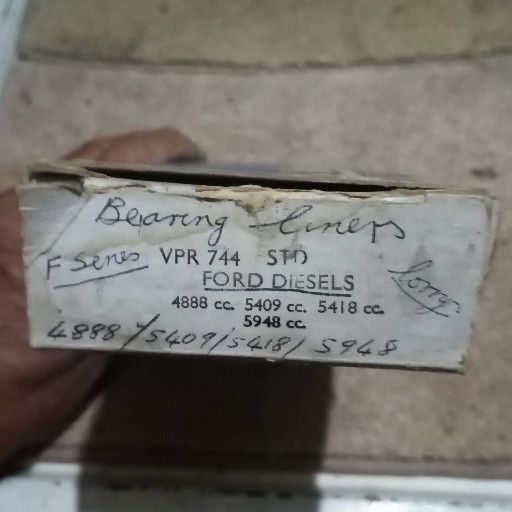 Bearing liners
F Series VPR 744 STD
FORD DIESELS
Lorry
4888 cc. 5409 cc. 5418 cc.
5948 cc.
4888/5409/5418/5948